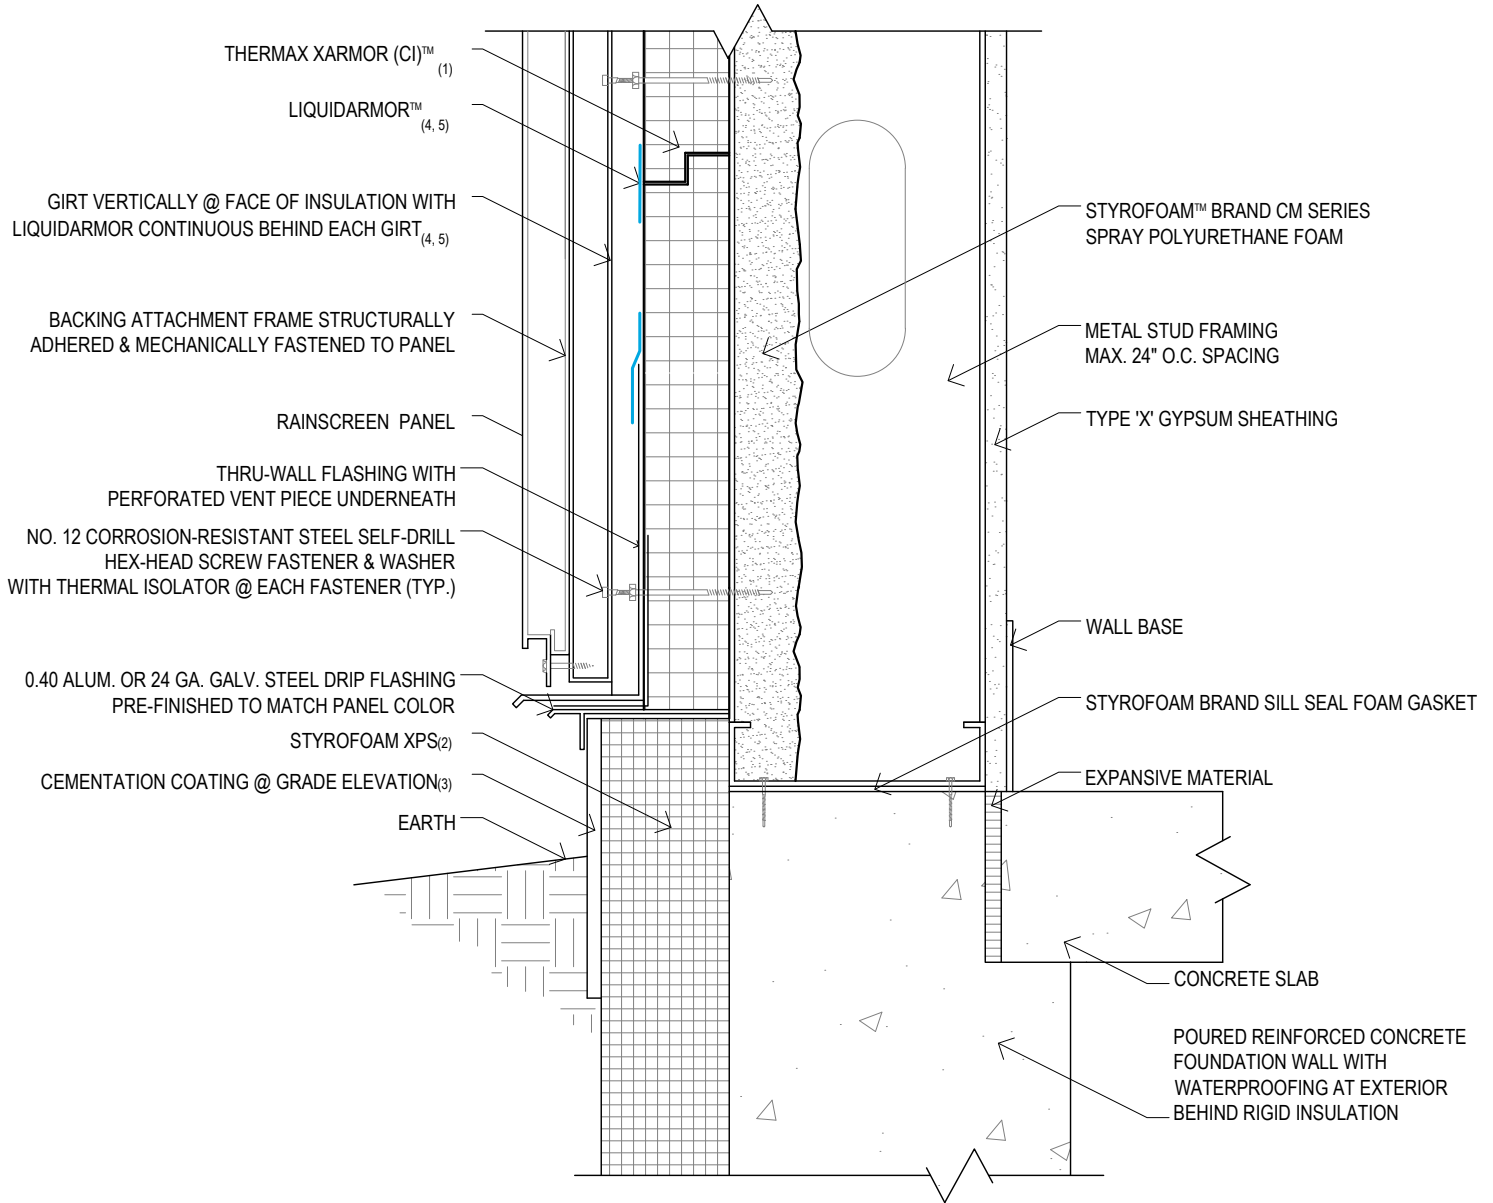 THERMAX XARMOR (CI)™
(1)
LIQUIDARMOR™
(4, 5)
GIRT VERTICALLY @ FACE OF INSULATION WITH
LIQUIDARMOR CONTINUOUS BEHIND EACH GIRT(4, 5)
BACKING ATTACHMENT FRAME STRUCTURALLY
ADHERED & MECHANICALLY FASTENED TO PANEL
RAINSCREEN PANEL
THRU-WALL FLASHING WITH
PERFORATED VENT PIECE UNDERNEATH
NO. 12 CORROSION-RESISTANT STEEL SELF-DRILL
HEX-HEAD SCREW FASTENER & WASHER
WITH THERMAL ISOLATOR @ EACH FASTENER (TYP.)
0.40 ALUM. OR 24 GA. GALV. STEEL DRIP FLASHING
PRE-FINISHED TO MATCH PANEL COLOR
STYROFOAM XPS(2)
CEMENTATION COATING @ GRADE ELEVATION(3)
EARTH
STYROFOAM™ BRAND CM SERIES
SPRAY POLYURETHANE FOAM
METAL STUD FRAMING
MAX. 24" O.C. SPACING
TYPE 'X' GYPSUM SHEATHING
WALL BASE
STYROFOAM BRAND SILL SEAL FOAM GASKET
EXPANSIVE MATERIAL
CONCRETE SLAB
POURED REINFORCED CONCRETE
FOUNDATION WALL WITH
WATERPROOFING AT EXTERIOR
BEHIND RIGID INSULATION